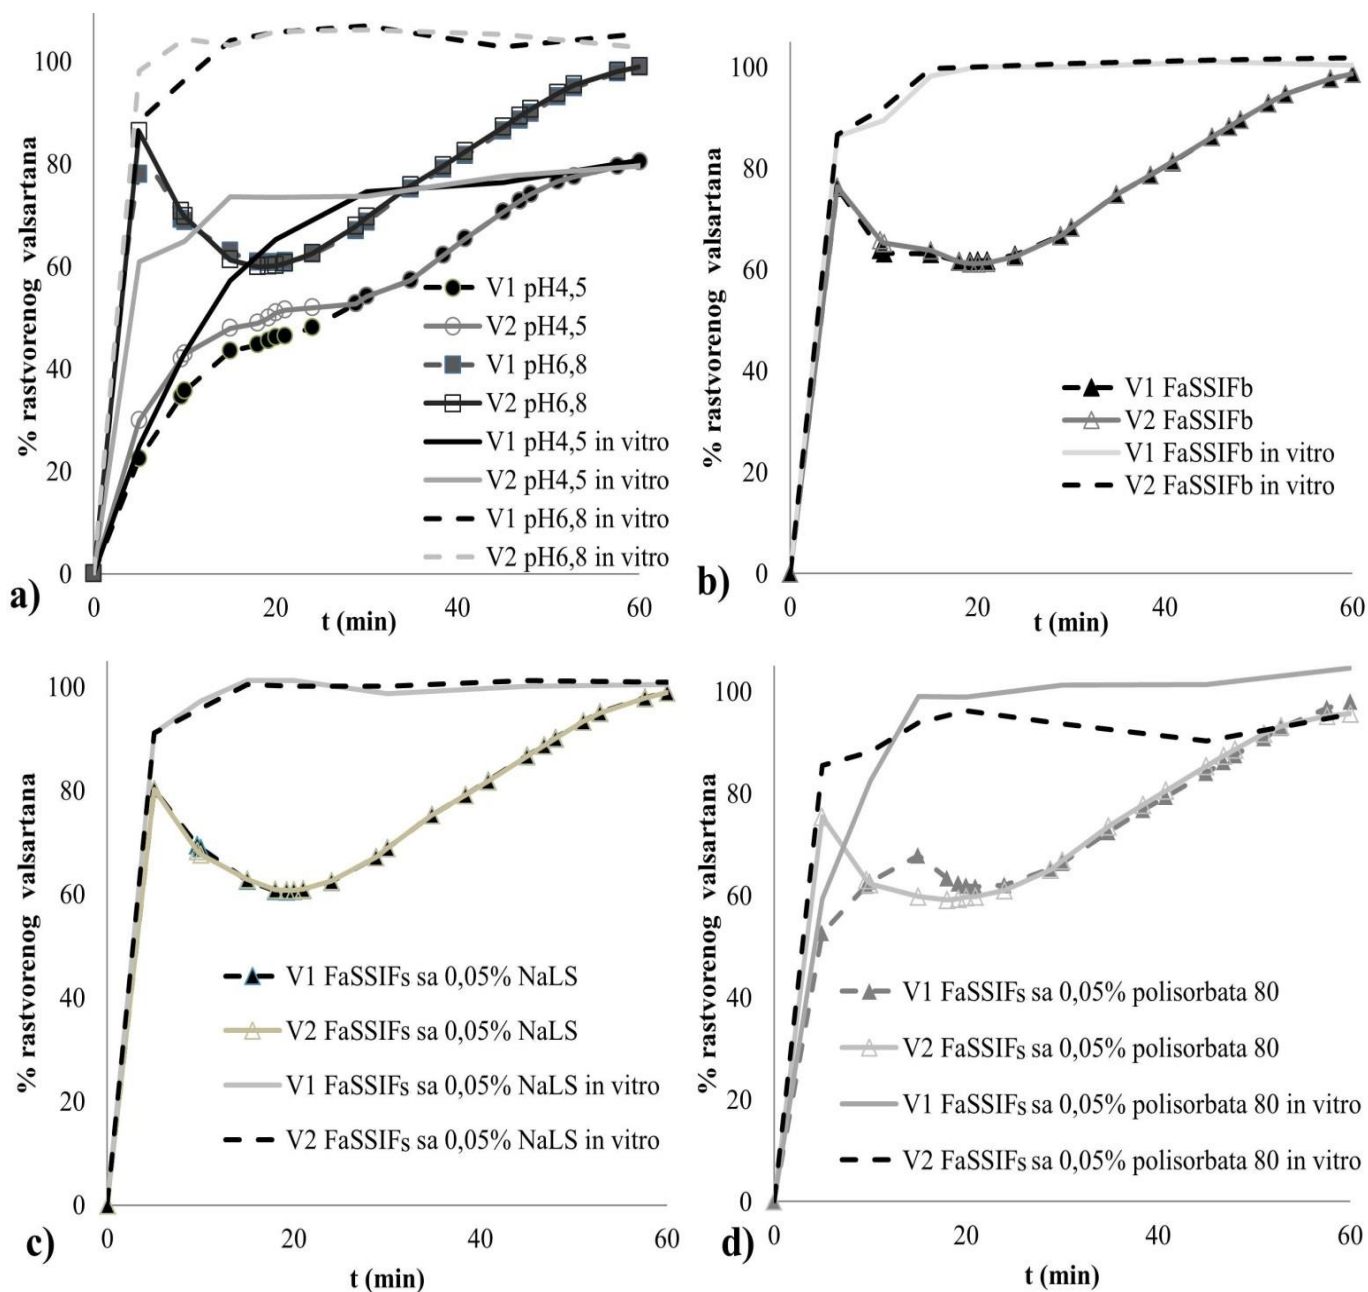 % rastvorenog valsartana
100
80
60
40
20
0
0 20 40 60
t (min)
V1 pH4,5
V2 pH4,5
V1 pH6,8
V2 pH6,8
V1 pH4,5 in vitro
V2 pH4,5 in vitro
V1 pH6,8 in vitro
V2 pH6,8 in vitro
a)
% rastvorenog valsartana
100
80
60
40
20
0
0 20 40 60
t (min)
V1 FaSSIFb
V2 FaSSIFb
V1 FaSSIFb in vitro
V2 FaSSIFb in vitro
b)
% rastvorenog valsartana
100
80
60
40
20
0
0 20 40 60
t (min)
V1 FaSSIFs sa 0,05% NaLS
V2 FaSSIFs sa 0,05% NaLS
V1 FaSSIFs sa 0,05% NaLS in vitro
V2 FaSSIFs sa 0,05% NaLS in vitro
c)
% rastvorenog valsartana
100
80
60
40
20
0
0 20 40 60
t (min)
V1 FaSSIFs sa 0,05% polisorbata 80
V2 FaSSIFs sa 0,05% polisorbata 80
V1 FaSSIFs sa 0,05% polisorbata 80 in vitro
V2 FaSSIFs sa 0,05% polisorbata 80 in vitro
d)